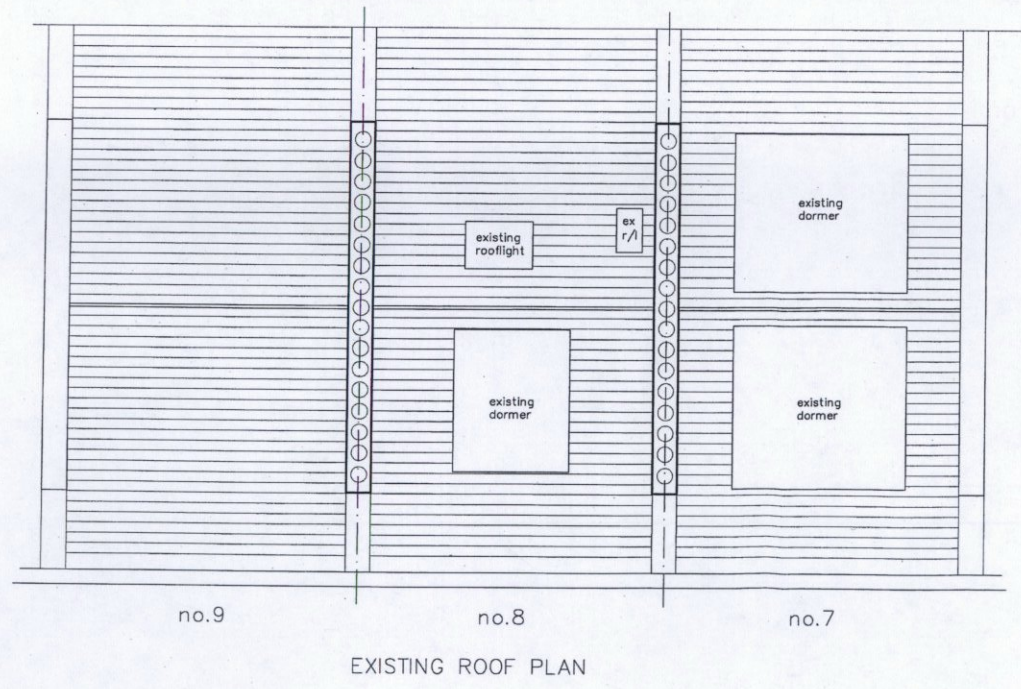 existing
dormer
ex
r/l
existing
rooflight
existing
dormer
existing
dormer
no.9
no.8
no.7
EXISTING ROOF PLAN